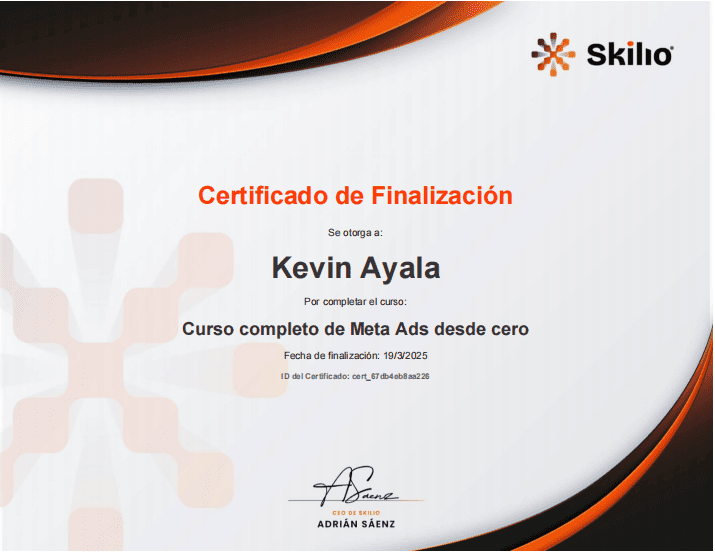 Skilio®
Certificado de Finalización
Se otorga a:
Kevin Ayala
Por completar el curso:
Curso completo de Meta Ads desde cero
Fecha de finalización: 19/3/2025
ID del Certificado: cert_67db4eb8aa226
ASaenz
CEO DE SKILIO
ADRIÁN SÁENZ